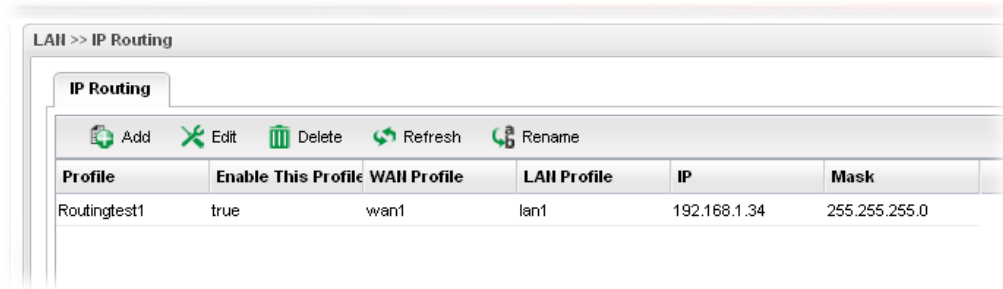 LAN >> IP Routing
IP Routing
Add Edit Delete Refresh Rename
Profile Enable This Profile WAN Profile LAN Profile IP Mask
Routingtest1 true wan1 lan1 192.168.1.34 255.255.255.0